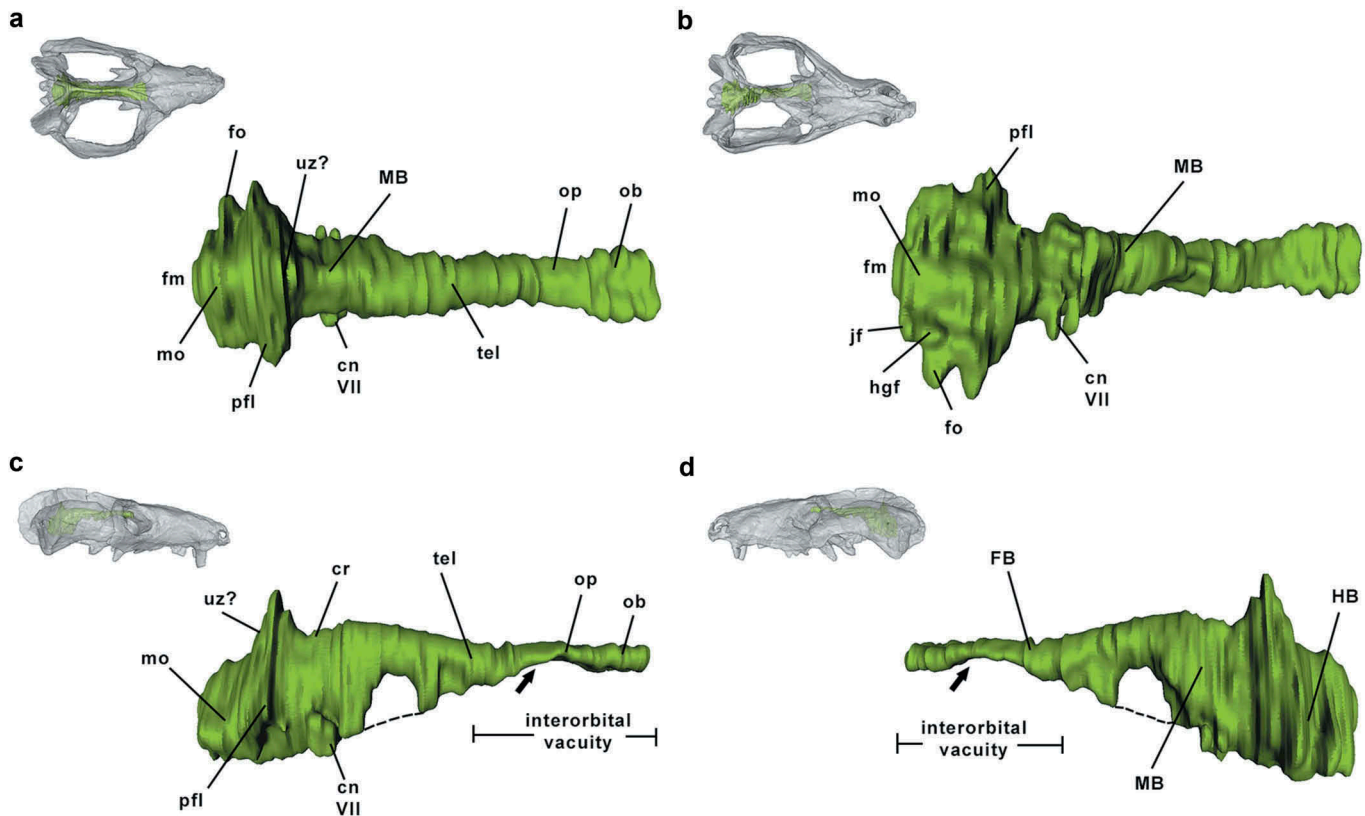 a
fo
uz?
MB
op
ob
fm
mo
pfl
cn
VII
tel
b
pfl
mo
MB
fm
jf
hgf
fo
cn
VII
c
uz?
cr
tel
op
ob
mo
interorbital
vacuity
pfl
cn
VII
d
FB
HB
interorbital
vacuity
MB